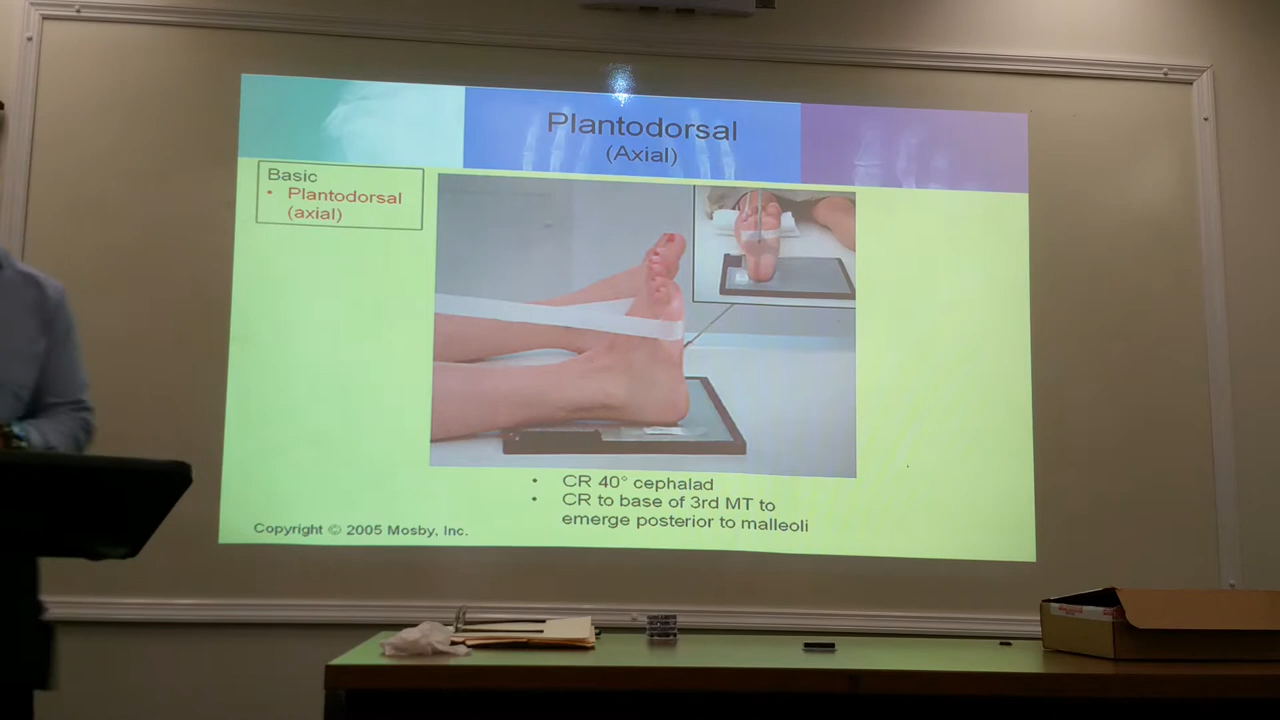 Plantodorsal
(Axial)
Basic
• Plantodorsal
(axial)
• CR 40° cephalad
• CR to base of 3rd MT to
emerge posterior to malleoli
Copyright © 2005 Mosby, Inc.